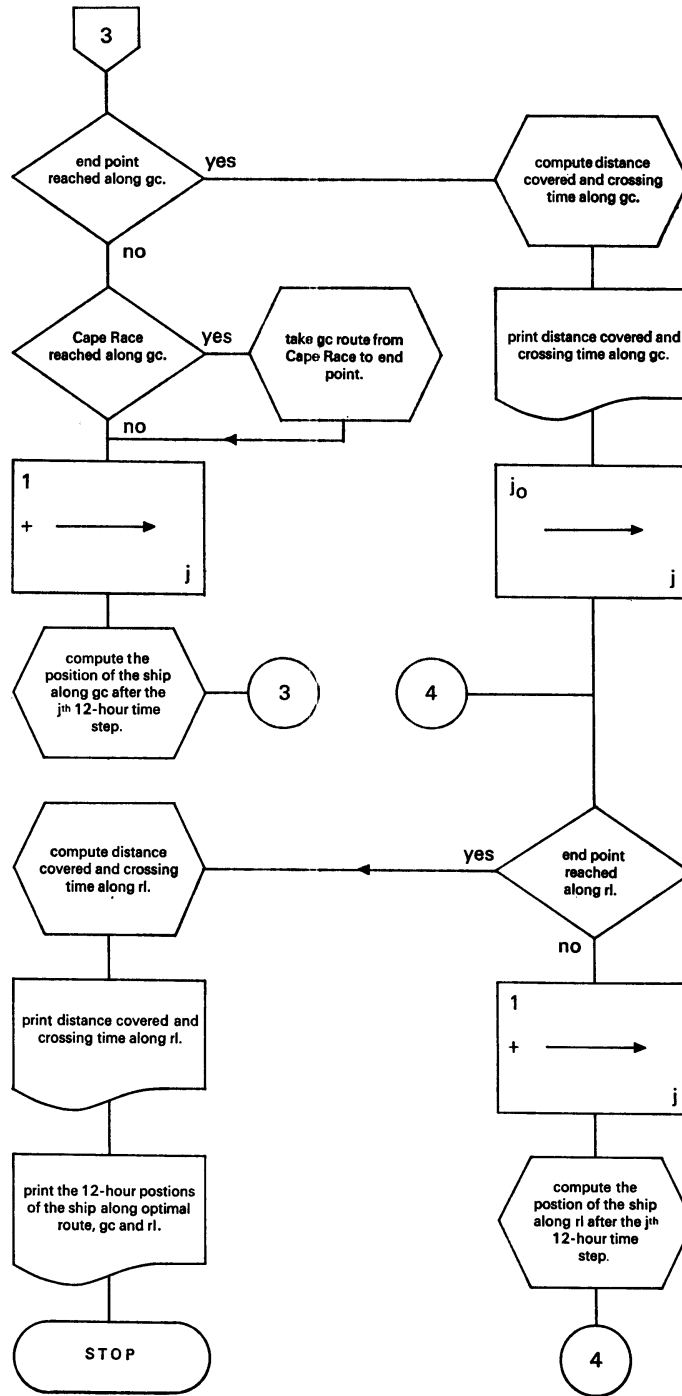 3
end point
reached along gc.
yes
no
compute distance
covered and crossing
time along gc.
Cape Race
reached along gc.
yes
no
take gc route from
Cape Race to end
point.
print distance covered and
crossing time along gc.
1
+
j
jo
j
compute the
position of the ship
along gc after the
jth 12-hour time
step.
3
4
end point
reached
along rl.
yes
no
compute distance
covered and crossing
time along rl.
print distance covered and
crossing time along rl.
print the 12-hour postions
of the ship along optimal
route, gc and rl.
STOP
1
+
j
compute the
postion of the ship
along rl after the jth
12-hour time
step.
4